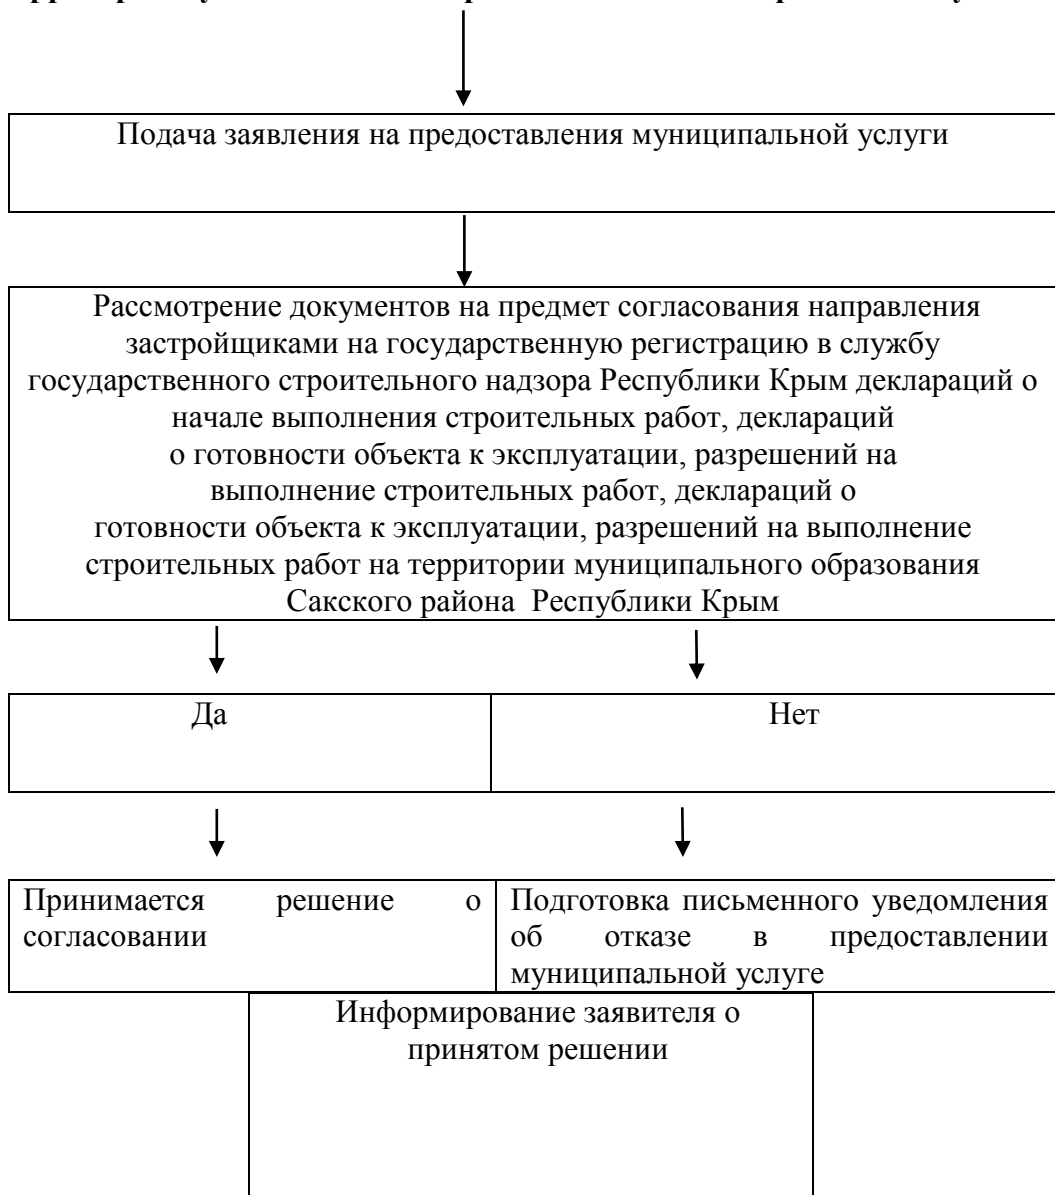 Подача заявления на предоставления муниципальной услуги
Рассмотрение документов на предмет согласования направления
застройщиками на государственную регистрацию в службу
государственного строительного надзора Республики Крым деклараций о
начале выполнения строительных работ, деклараций
о готовности объекта к эксплуатации, разрешений на
выполнение строительных работ, деклараций о
готовности объекта к эксплуатации, разрешений на выполнение
строительных работ на территории муниципального образования
Сакского района Республики Крым
Да
Нет
Принимается решение о
согласовании
Подготовка письменного уведомления
об отказе в предоставлении
муниципальной услуге
Информирование заявителя о
принятом решении